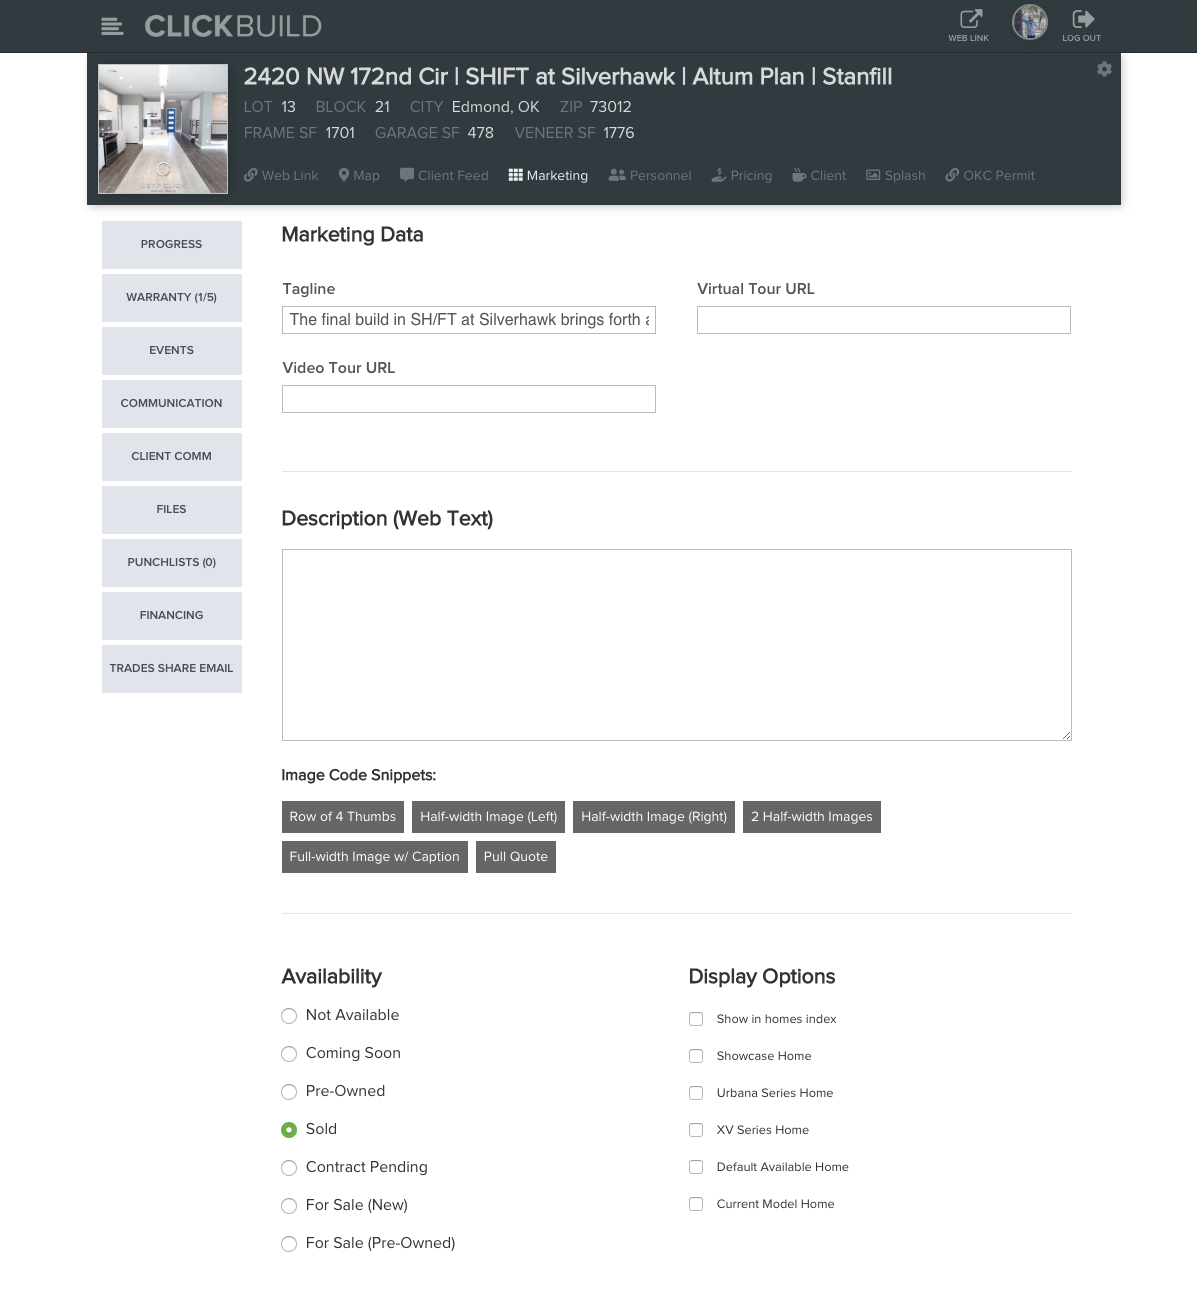 CLICKBUILD
WEB LINK
LOG OUT
2420 NW 172nd Cir | SHIFT at Silverhawk | Altum Plan | Stanfill
LOT 13 BLOCK 21 CITY Edmond, OK ZIP 73012
FRAME SF 1701 GARAGE SF 478 VENEER SF 1776
Web Link Map Client Feed Marketing Personnel Pricing Client Splash OKC Permit
PROGRESS
WARRANTY (1/5)
EVENTS
COMMUNICATION
CLIENT COMM
FILES
PUNCHLISTS (0)
FINANCING
TRADES SHARE EMAIL
Marketing Data
Tagline
The final build in SH/FT at Silverhawk brings forth
Virtual Tour URL
Video Tour URL
Description (Web Text)
Image Code Snippets:
Row of 4 Thumbs Half-width Image (Left) Half-width Image (Right) 2 Half-width Images
Full-width Image w/ Caption Pull Quote
Availability
Not Available
Coming Soon
Pre-Owned
Sold
Contract Pending
For Sale (New)
For Sale (Pre-Owned)
Display Options
Show in homes index
Showcase Home
Urbana Series Home
XV Series Home
Default Available Home
Current Model Home